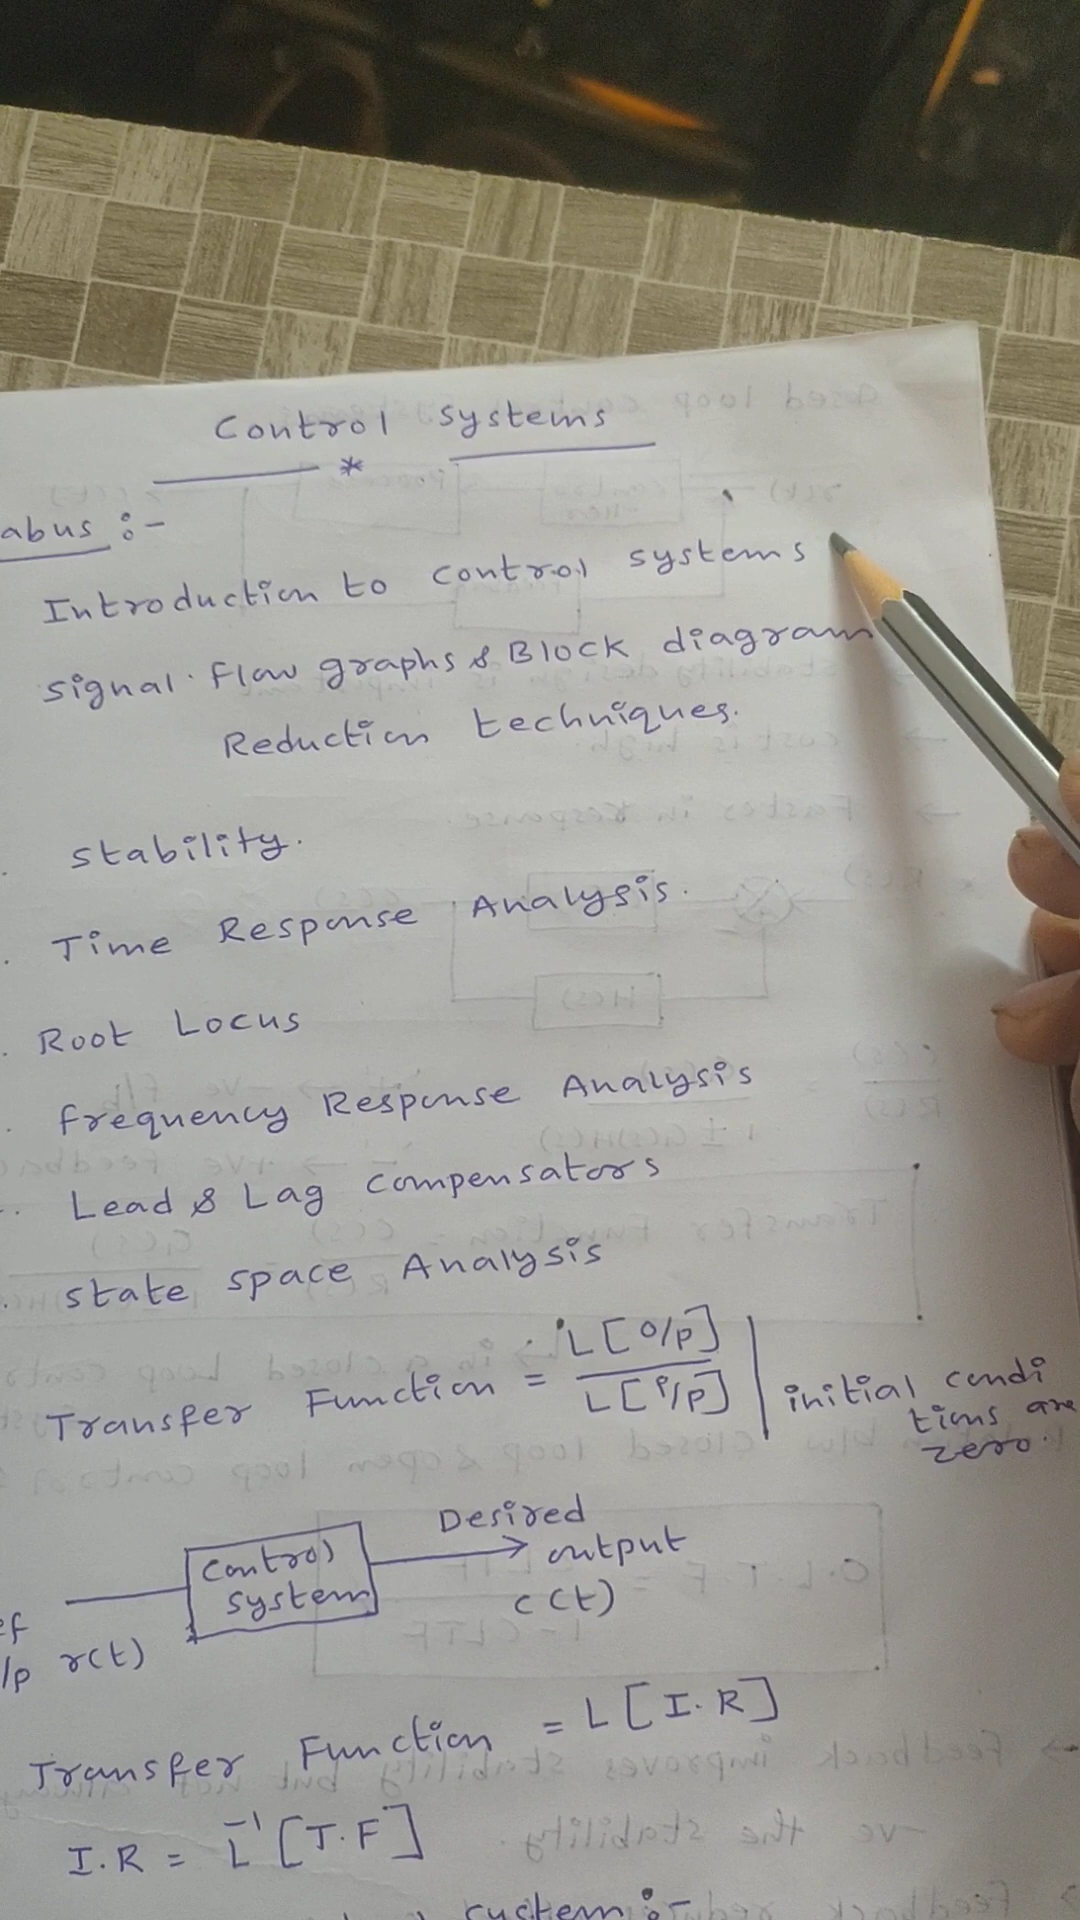 Control Systems
*
abus :-
Introduction to control systems
signal flow graphs & Block diagram
Reduction techniques.
stability.
Time Response Analysis.
Root Locus
Frequency Response Analysis
Lead & Lag compensators
state space Analysis
Transfer Function = L[O/P] / L[i/P] | initial condi
tions are
zero.
Desired
control
system
output
c(t)
ef
/p r(t)
Transfer Function = L[I.R]
I.R = L⁻¹[T.F]
system :-